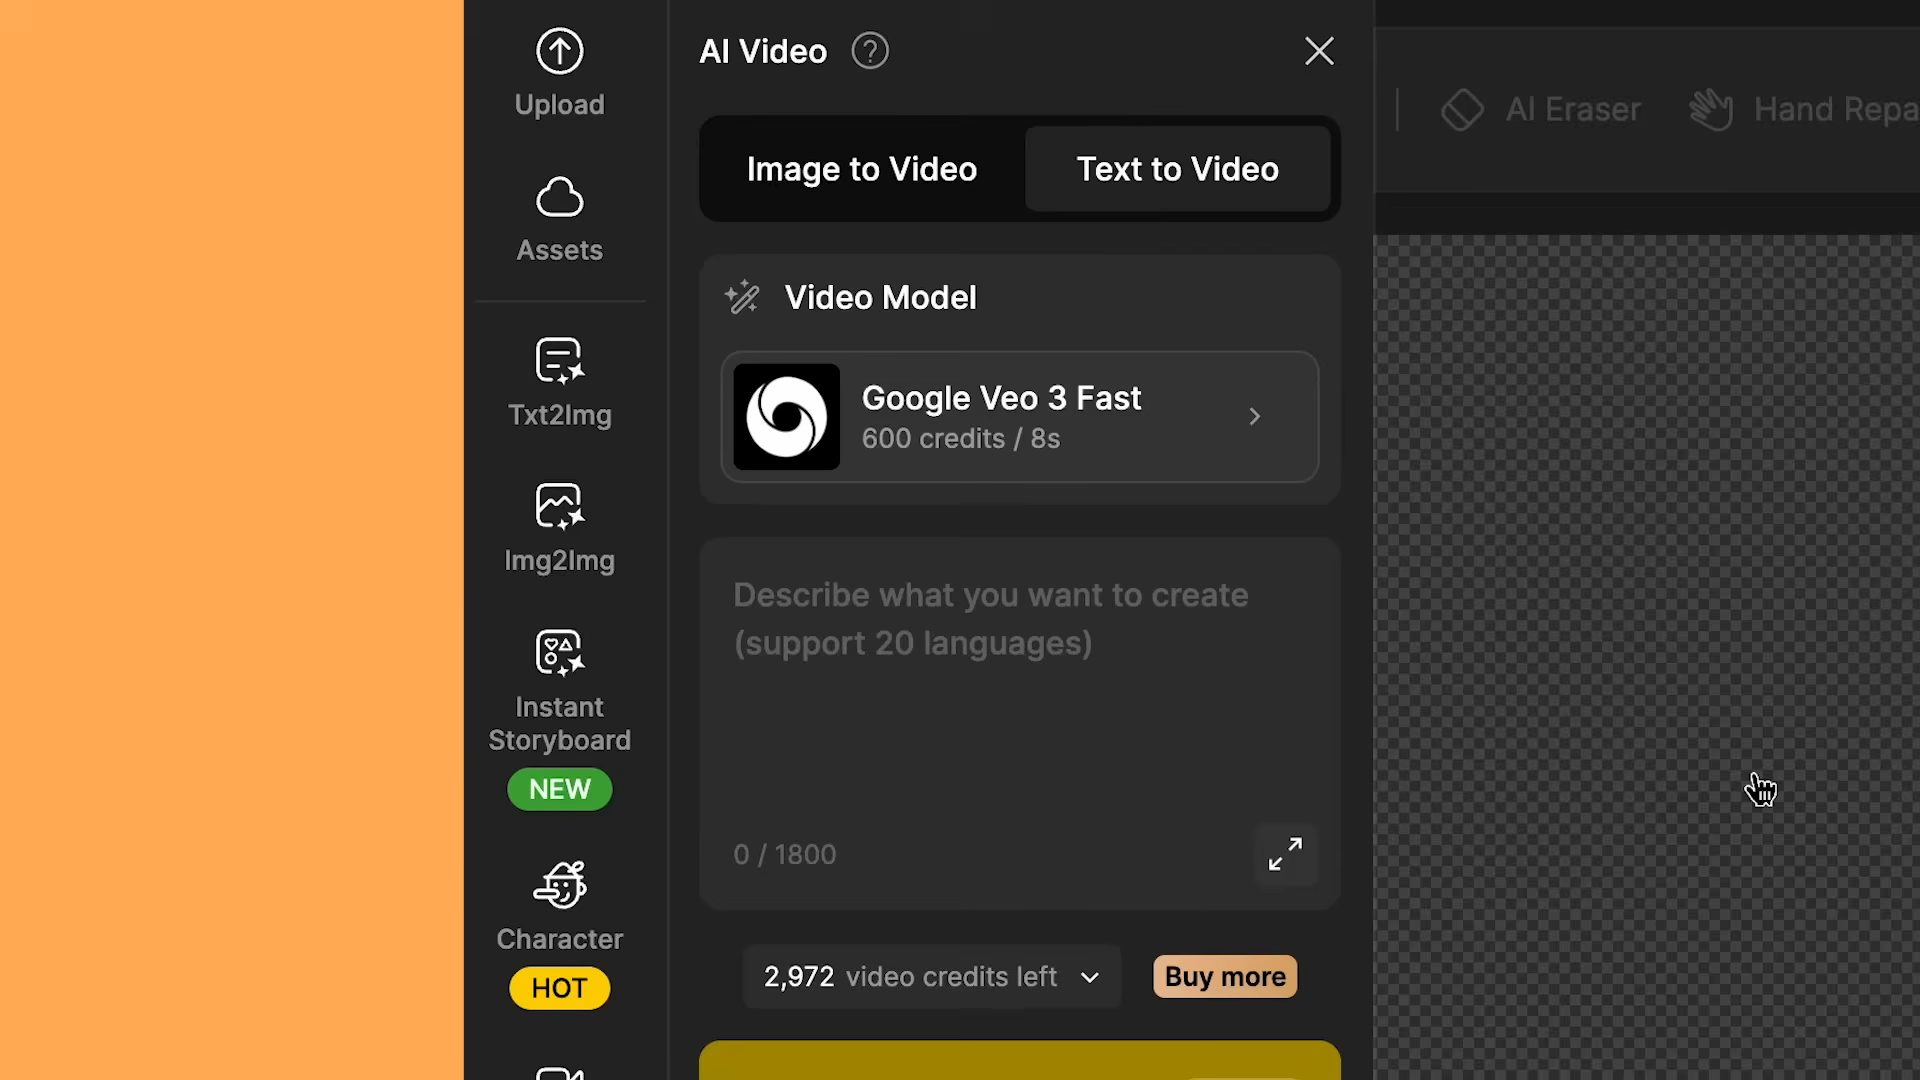 Upload
Assets
Txt2Img
Img2Img
Instant
Storyboard
NEW
Character
HOT
AI Video
Image to Video
Text to Video
Video Model
Google Veo 3 Fast
600 credits / 8s
Describe what you want to create
(support 20 languages)
0 / 1800
2,972 video credits left
Buy more
AI Eraser
Hand Repa